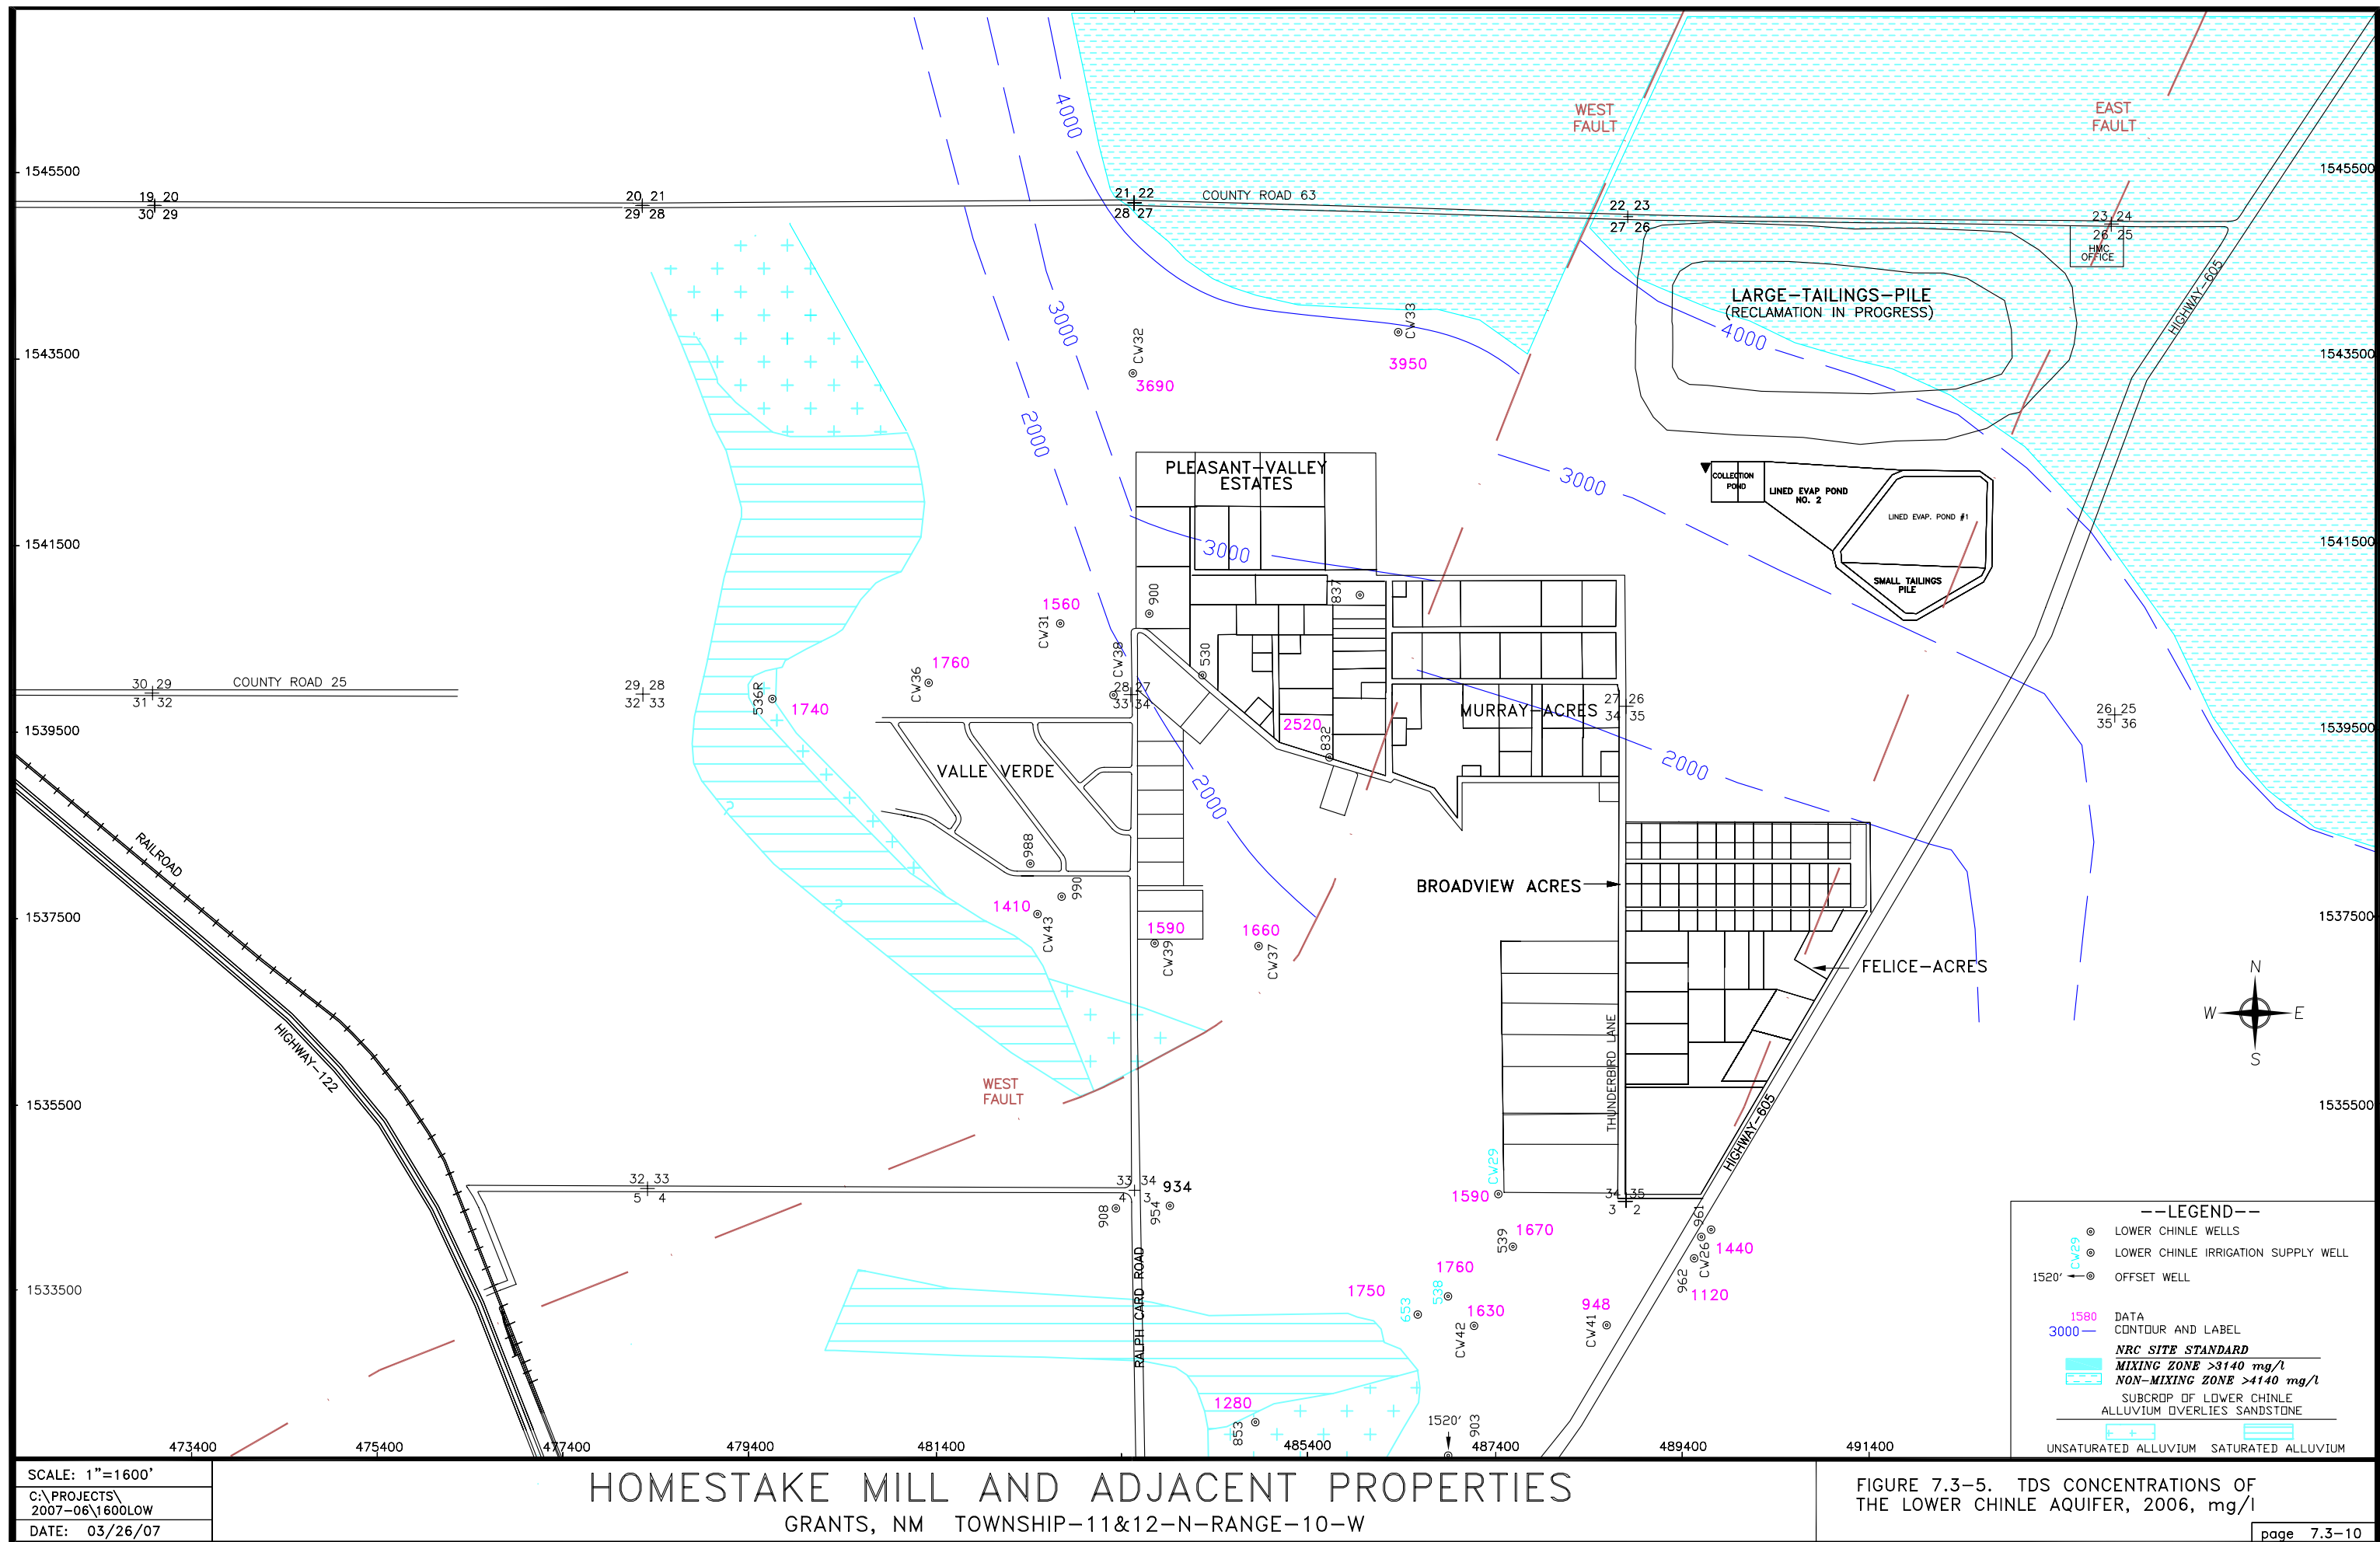 WEST
FAULT
EAST
FAULT
4000
1545500
1545500
19 20
30 29
20 21
29 28
21 22
28 27
COUNTY ROAD 63
22 23
27 26
23 24
26 25
HMC
OFFICE
HIGHWAY-605
LARGE-TAILINGS-PILE
(RECLAMATION IN PROGRESS)
4000
3000
CW32
3690
CW33
3950
1543500
1543500
2000
PLEASANT-VALLEY
ESTATES
3000
COLLECTION
POND
LINED EVAP POND
NO. 2
LINED EVAP. POND #1
SMALL TAILINGS
PILE
1541500
1541500
3000
1560
CW31
900
837
CW38
530
1760
CW36
30 29
31 32
COUNTY ROAD 25
29 28
32 33
536R
1740
28 27
33 34
2520
832
MURRAY-ACRES
27 26
34 35
26 25
35 36
1539500
1539500
VALLE VERDE
2000
2000
RAILROAD
988
990
BROADVIEW ACRES
1410
CW43
1590
CW39
1660
CW37
1537500
1537500
FELICE-ACRES
N
W E
S
HIGHWAY-122
THUNDERBIRD LANE
WEST
FAULT
1535500
1535500
HIGHWAY-605
32 33
5 4
33 34
4 3
934
908
954
CW29
1590
34 35
3 2
539
1670
961
CW26
1440
962
1120
RALPH CARD ROAD
1760
538
1750
653
1630
CW42
948
CW41
1533500
1280
853
1520'
903
473400
475400
477400
479400
481400
485400
487400
489400
491400
--LEGEND--
LOWER CHINLE WELLS
CW29
LOWER CHINLE IRRIGATION SUPPLY WELL
1520' OFFSET WELL
1580 DATA
3000 CONTOUR AND LABEL
NRC SITE STANDARD
MIXING ZONE >3140 mg/l
NON-MIXING ZONE >4140 mg/l
SUBCROP OF LOWER CHINLE
ALLUVIUM OVERLIES SANDSTONE
UNSATURATED ALLUVIUM SATURATED ALLUVIUM
SCALE: 1"=1600'
C:\PROJECTS\
2007-06\1600LOW
DATE: 03/26/07
HOMESTAKE MILL AND ADJACENT PROPERTIES
GRANTS, NM TOWNSHIP-11&12-N-RANGE-10-W
FIGURE 7.3-5. TDS CONCENTRATIONS OF
THE LOWER CHINLE AQUIFER, 2006, mg/l
page 7.3-10